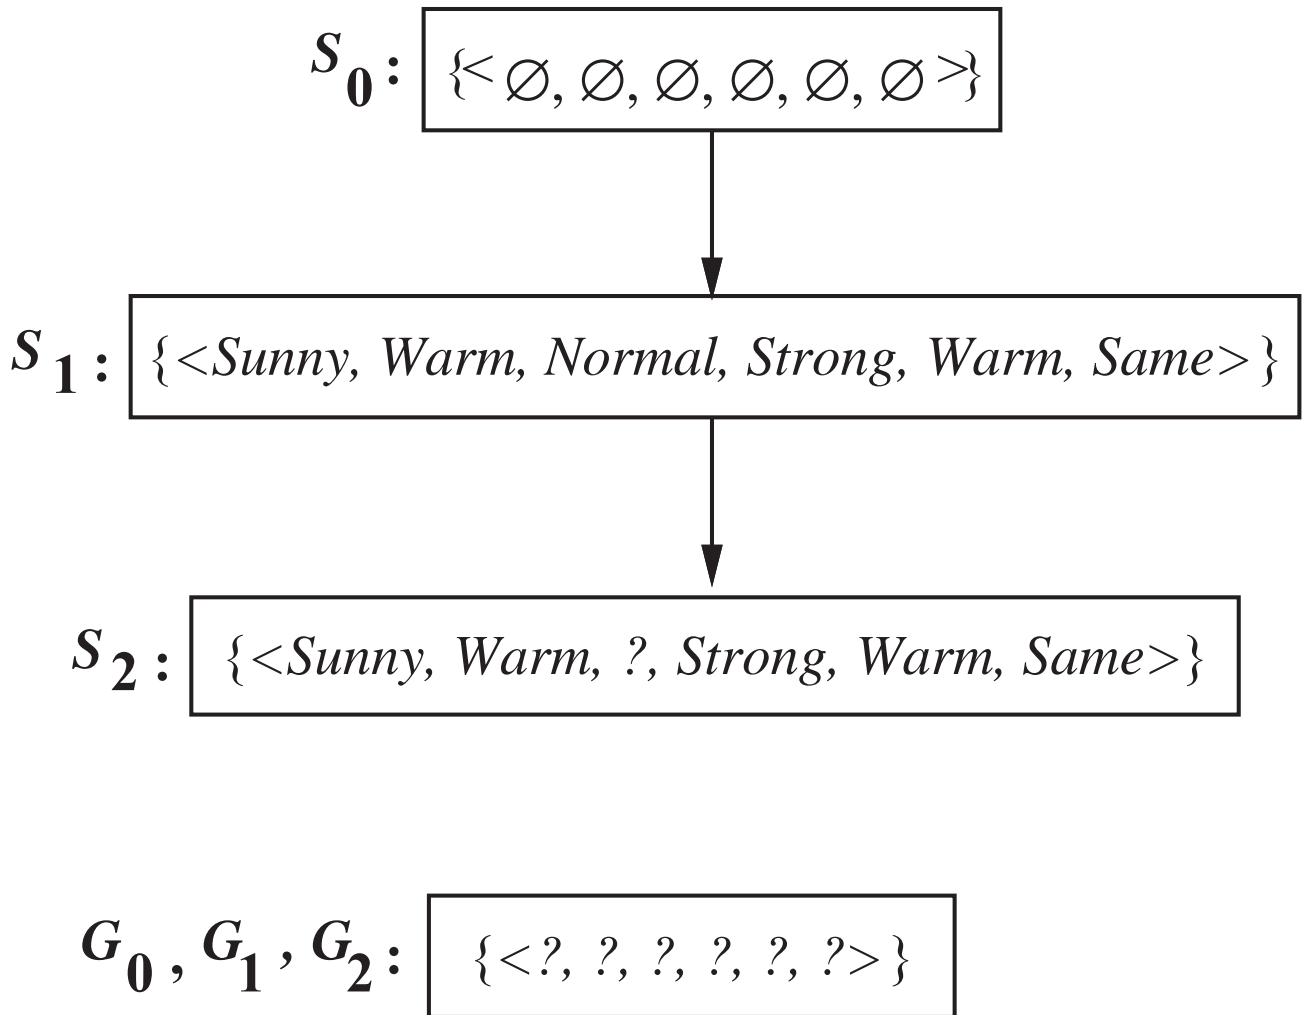 S0: {<∅, ∅, ∅, ∅, ∅, ∅>}
S1: {<Sunny, Warm, Normal, Strong, Warm, Same>}
S2: {<Sunny, Warm, ?, Strong, Warm, Same>}
G0, G1, G2: {<?, ?, ?, ?, ?, ?>}